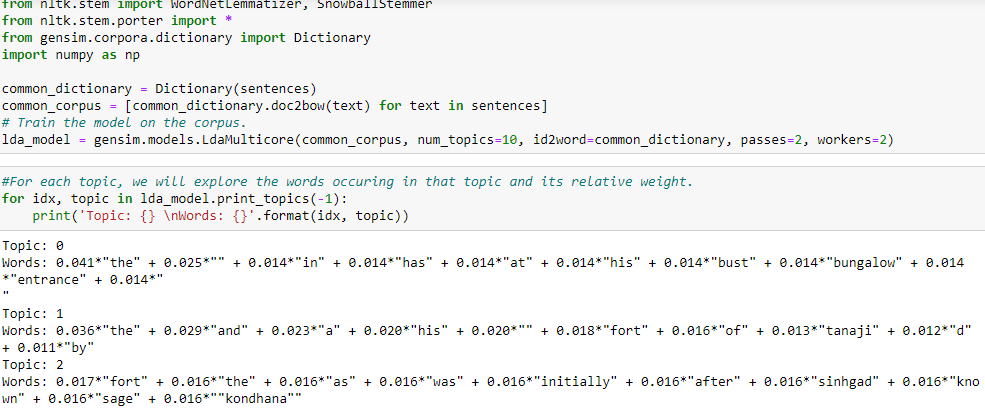 from nltk.stem import WordNetLemmatizer, SnowballStemmer
from nltk.stem.porter import *
from gensim.corpora.dictionary import Dictionary
import numpy as np
common_dictionary = Dictionary(sentences)
common_corpus = [common_dictionary.doc2bow(text) for text in sentences]
# Train the model on the corpus.
lda_model = gensim.models.LdaMulticore(common_corpus, num_topics=10, id2word=common_dictionary, passes=2, workers=2)
#For each topic, we will explore the words occuring in that topic and its relative weight.
for idx, topic in lda_model.print_topics(-1):
    print('Topic: {} \nWords: {}'.format(idx, topic))
Topic: 0
Words: 0.041*"the" + 0.025*"" + 0.014*"in" + 0.014*"has" + 0.014*"at" + 0.014*"his" + 0.014*"bust" + 0.014*"bungalow" + 0.014
*"entrance" + 0.014*"
"
Topic: 1
Words: 0.036*"the" + 0.029*"and" + 0.023*"a" + 0.020*"his" + 0.020*"" + 0.018*"fort" + 0.016*"of" + 0.013*"tanaji" + 0.012*"d"
+ 0.011*"by"
Topic: 2
Words: 0.017*"fort" + 0.016*"the" + 0.016*"as" + 0.016*"was" + 0.016*"initially" + 0.016*"after" + 0.016*"sinhgad" + 0.016*"kno
wn" + 0.016*"sage" + 0.016*""kondhana""